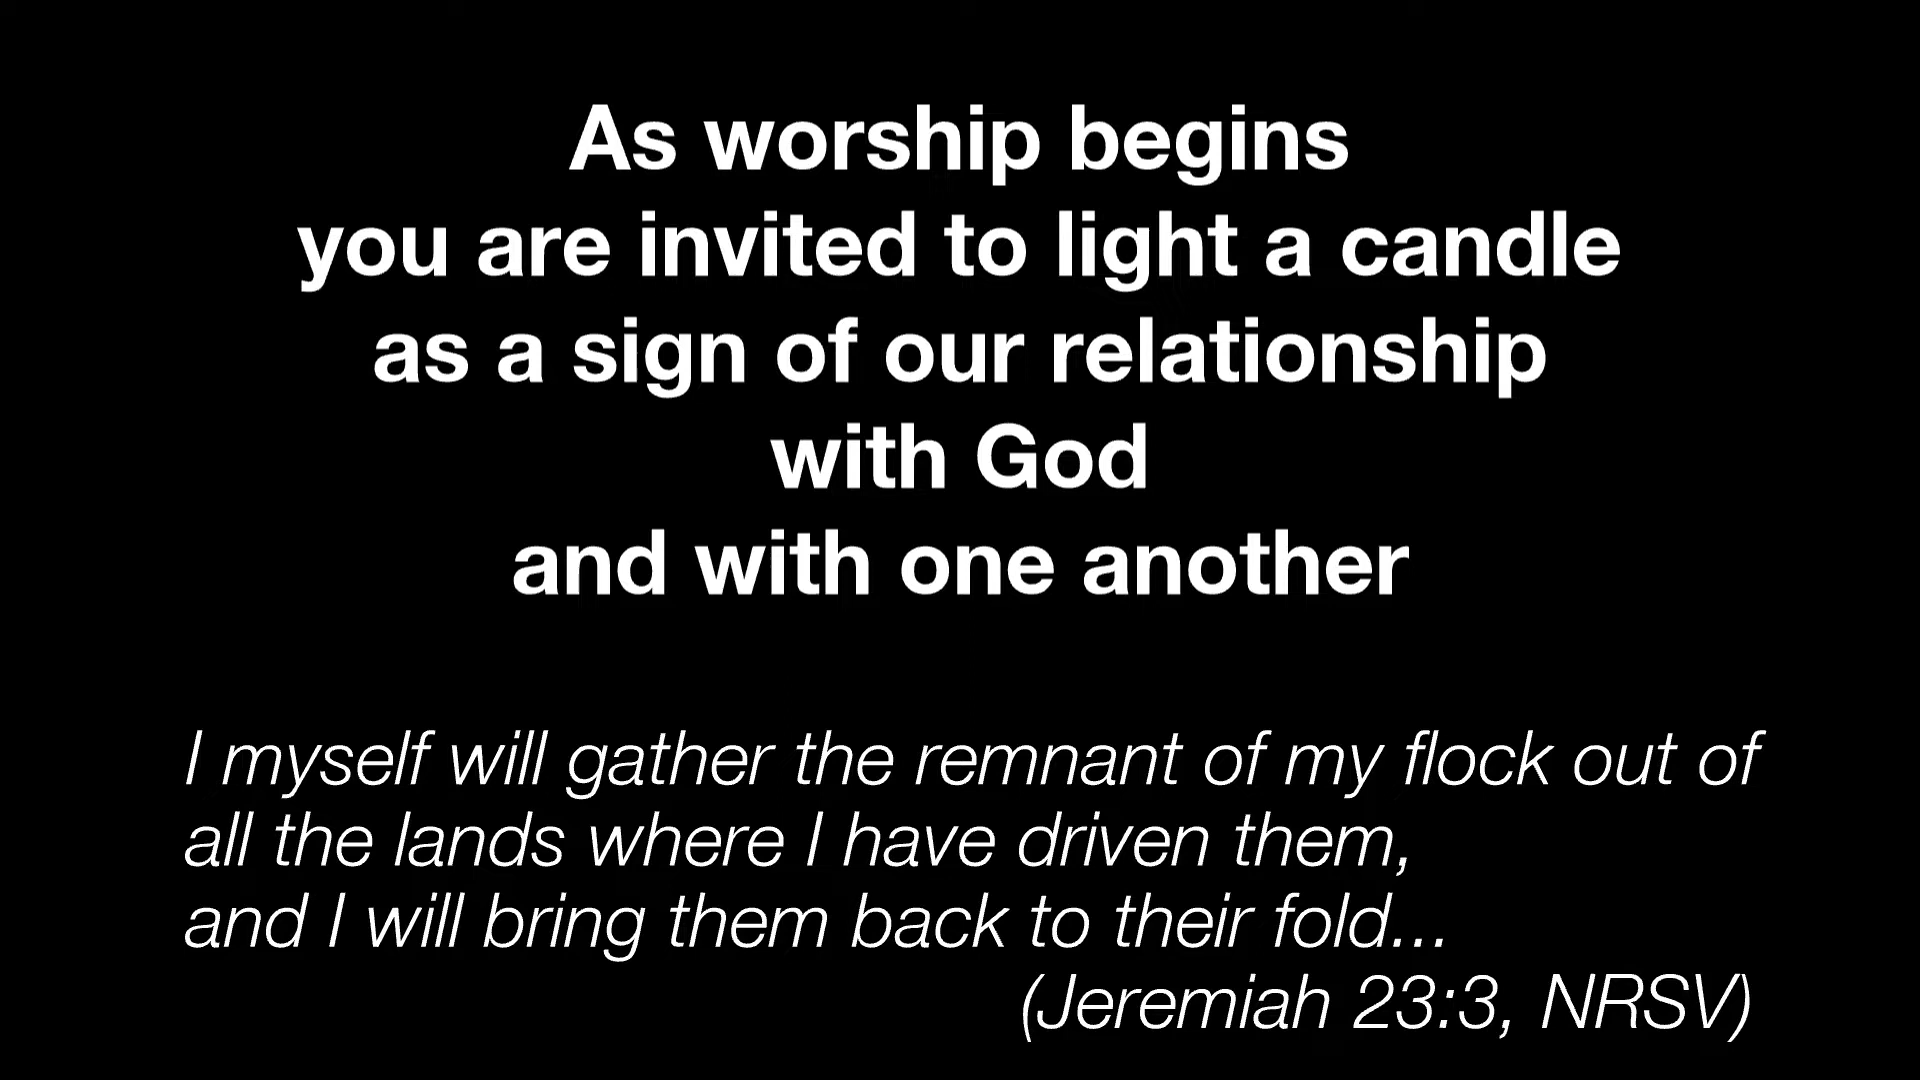 As worship begins
you are invited to light a candle
as a sign of our relationship
with God
and with one another
I myself will gather the remnant of my flock out of
all the lands where I have driven them,
and I will bring them back to their fold...
(Jeremiah 23:3, NRSV)